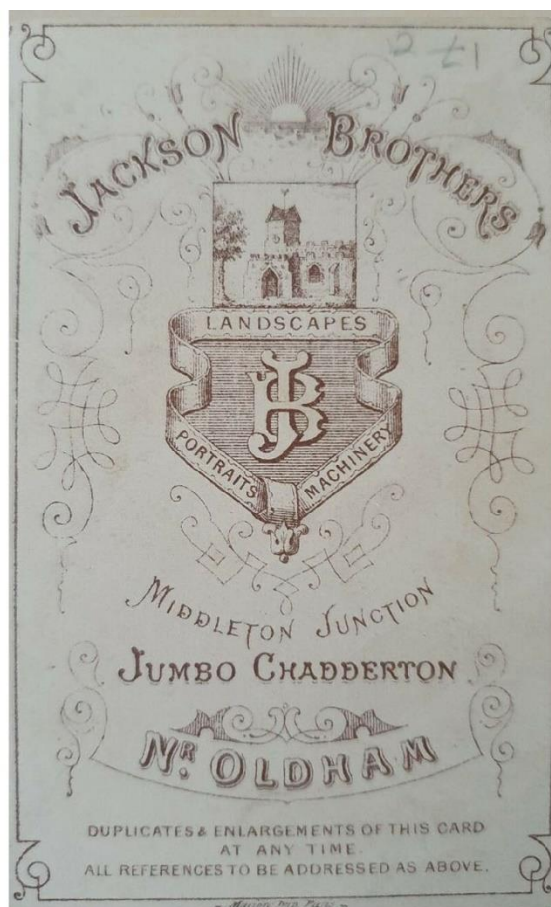 JACKSON BROTHERS
LANDSCAPES
JB
PORTRAITS MACHINERY
MIDDLETON JUNCTION
JUMBO CHADDERTON
NR. OLDHAM
DUPLICATES & ENLARGEMENTS OF THIS CARD
AT ANY TIME.
ALL REFERENCES TO BE ADDRESSED AS ABOVE.